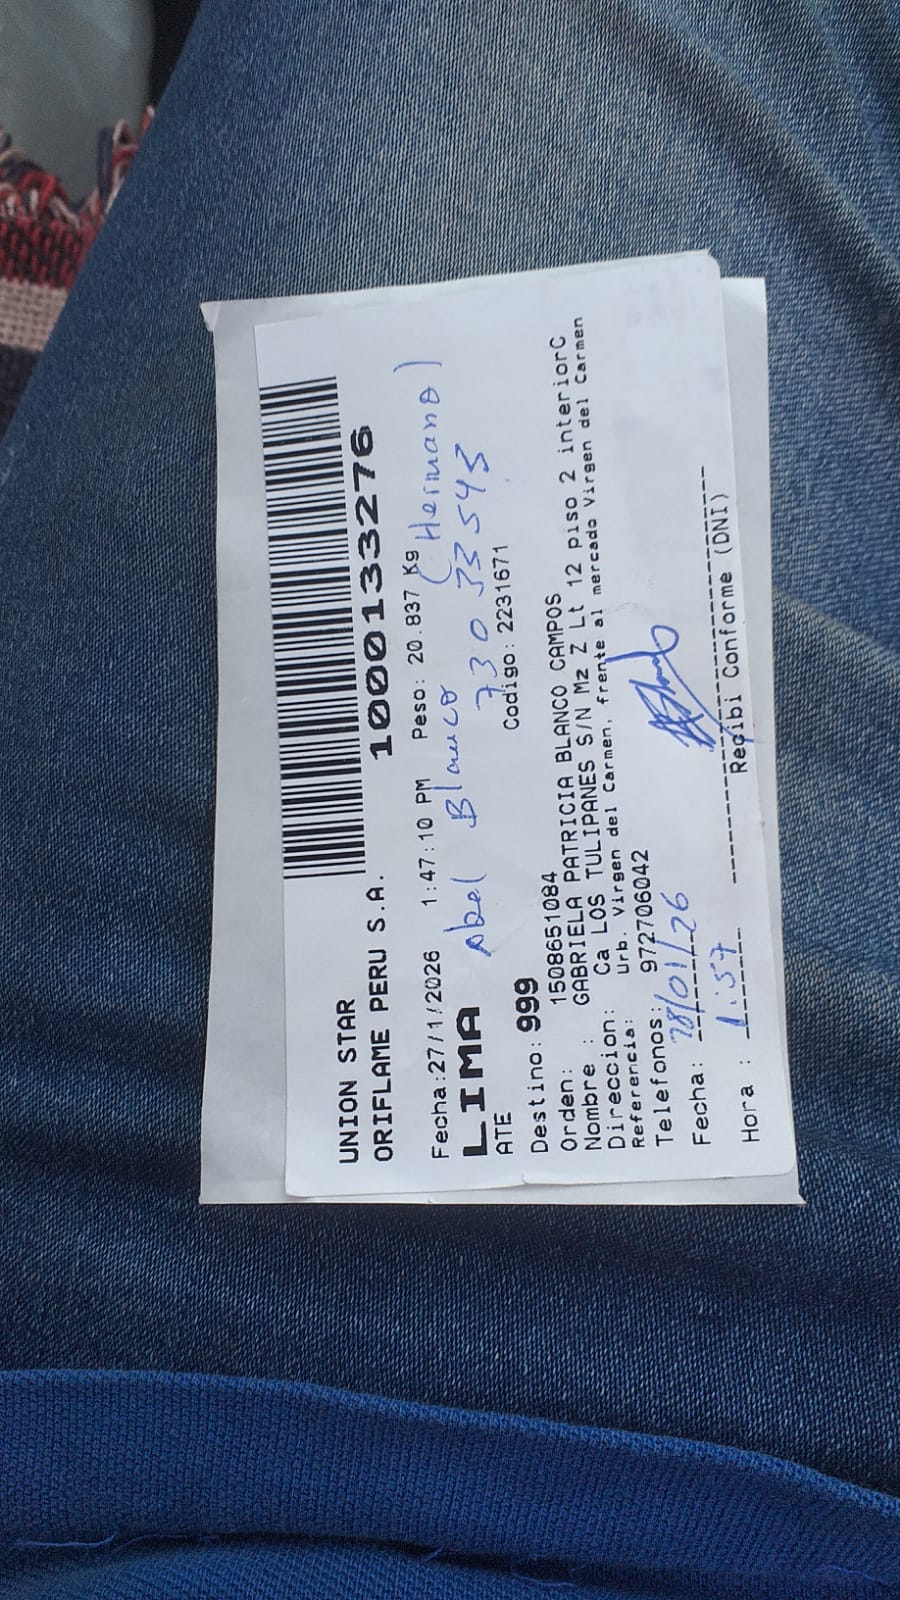 UNION STAR
ORIFLAME PERU S.A. 1000133276
Fecha:27/1/2026 1:47:10 PM Peso: 20.837 Kg
LIMA Abel Blanco (Hermano)
ATE 73033543
Destino: 999 Codigo: 2231671
Orden: 1508651084
Nombre : GABRIELA PATRICIA BLANCO CAMPOS
Direccion: Ca LOS TULIPANES S/N Mz Z Lt 12 piso 2 interiorC
Referencia: Urb. Virgen del Carmen, frente al mercado Virgen del Carmen
Telefonos: 972706042
Fecha: 28/01/26
Hora : 1:57 Recibi Conforme (DNI)